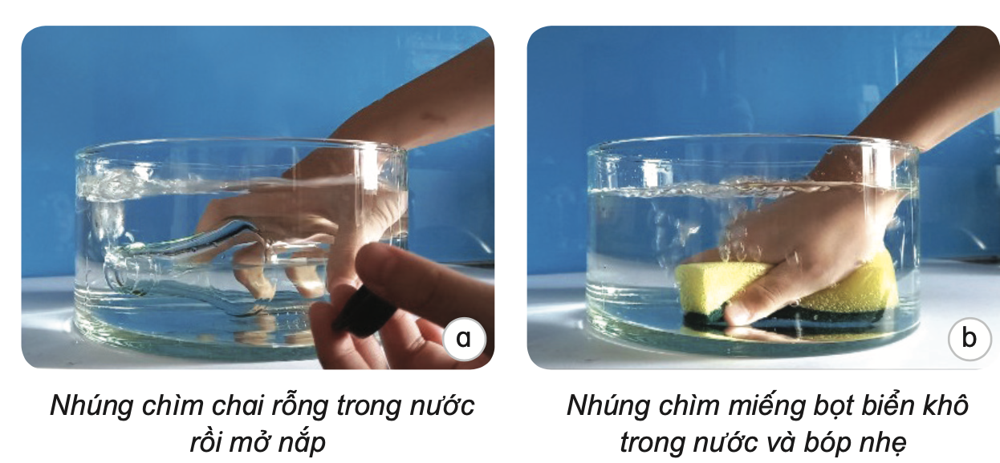 a
b
Nhúng chìm chai rỗng trong nước
rồi mở nắp
Nhúng chìm miếng bọt biển khô
trong nước và bóp nhẹ